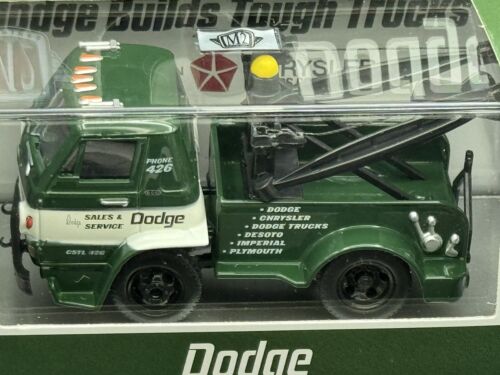 Dodge Builds Tough Trucks
M2
CHRYSLER
Dodge
PHONE
426
Dodge SALES & SERVICE Dodge
CSTL 426
• DODGE
• CHRYSLER
• DODGE TRUCKS
• DESOTO
• IMPERIAL
• PLYMOUTH
Dodge